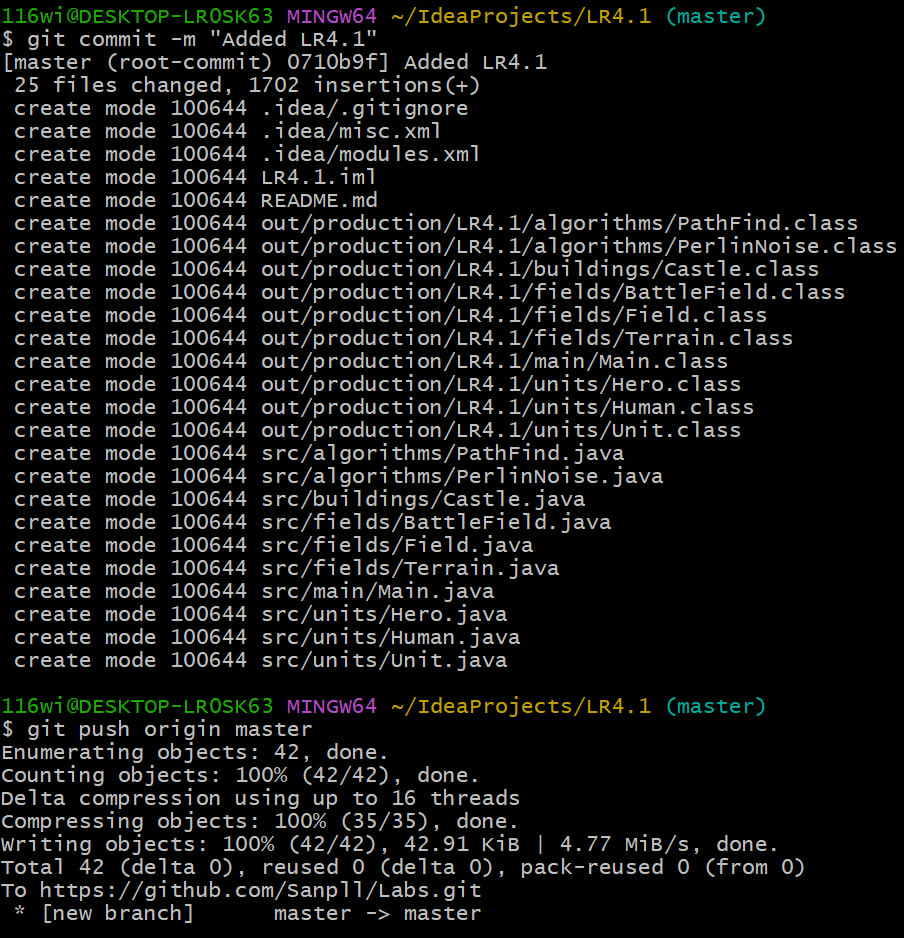 116wi@DESKTOP-LR0SK63 MINGW64 ~/IdeaProjects/LR4.1 (master)
$ git commit -m "Added LR4.1"
[master (root-commit) 0710b9f] Added LR4.1
 25 files changed, 1702 insertions(+)
 create mode 100644 .idea/.gitignore
 create mode 100644 .idea/misc.xml
 create mode 100644 .idea/modules.xml
 create mode 100644 LR4.1.iml
 create mode 100644 README.md
 create mode 100644 out/production/LR4.1/algorithms/PathFind.class
 create mode 100644 out/production/LR4.1/algorithms/PerlinNoise.class
 create mode 100644 out/production/LR4.1/buildings/Castle.class
 create mode 100644 out/production/LR4.1/fields/BattleField.class
 create mode 100644 out/production/LR4.1/fields/Field.class
 create mode 100644 out/production/LR4.1/fields/Terrain.class
 create mode 100644 out/production/LR4.1/main/Main.class
 create mode 100644 out/production/LR4.1/units/Hero.class
 create mode 100644 out/production/LR4.1/units/Human.class
 create mode 100644 out/production/LR4.1/units/Unit.class
 create mode 100644 src/algorithms/PathFind.java
 create mode 100644 src/algorithms/PerlinNoise.java
 create mode 100644 src/buildings/Castle.java
 create mode 100644 src/fields/BattleField.java
 create mode 100644 src/fields/Field.java
 create mode 100644 src/fields/Terrain.java
 create mode 100644 src/main/Main.java
 create mode 100644 src/units/Hero.java
 create mode 100644 src/units/Human.java
 create mode 100644 src/units/Unit.java
116wi@DESKTOP-LR0SK63 MINGW64 ~/IdeaProjects/LR4.1 (master)
$ git push origin master
Enumerating objects: 42, done.
Counting objects: 100% (42/42), done.
Delta compression using up to 16 threads
Compressing objects: 100% (35/35), done.
Writing objects: 100% (42/42), 42.91 KiB | 4.77 MiB/s, done.
Total 42 (delta 0), reused 0 (delta 0), pack-reused 0 (from 0)
To https://github.com/Sanpll/Labs.git
 * [new branch]      master -> master